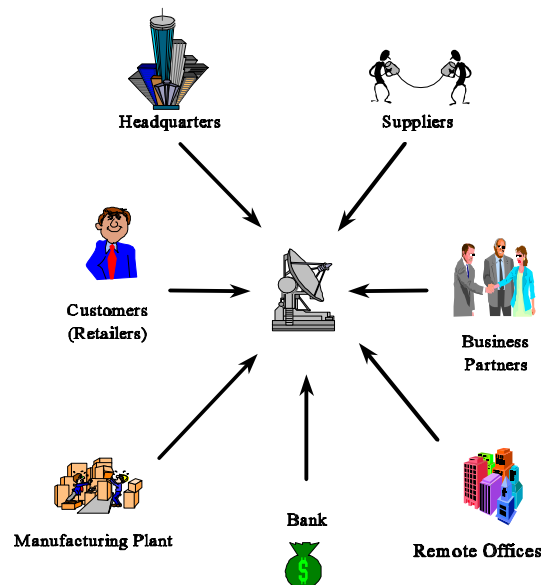 Headquarters
Suppliers
Customers
(Retailers)
Business
Partners
Manufacturing Plant
Bank
Remote Offices
$